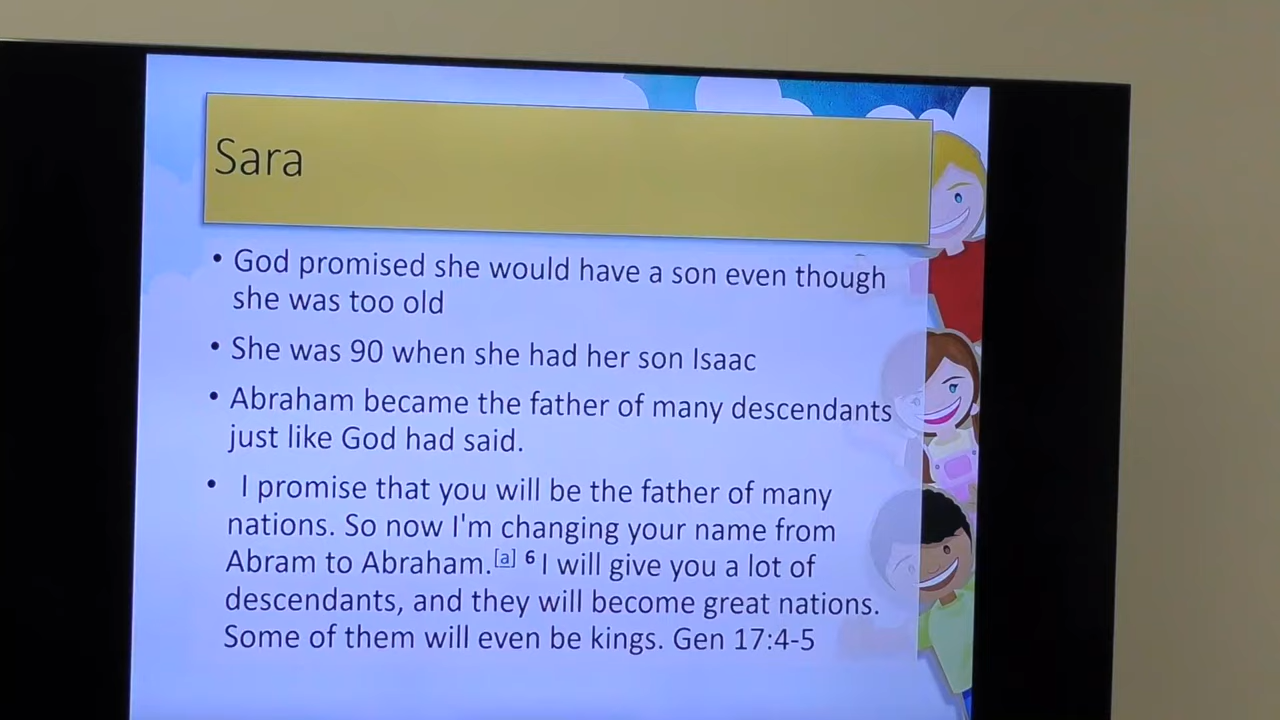 Sara
• God promised she would have a son even though
she was too old
• She was 90 when she had her son Isaac
• Abraham became the father of many descendants
just like God had said.
• I promise that you will be the father of many
nations. So now I'm changing your name from
Abram to Abraham.[a] 6 I will give you a lot of
descendants, and they will become great nations.
Some of them will even be kings. Gen 17:4-5